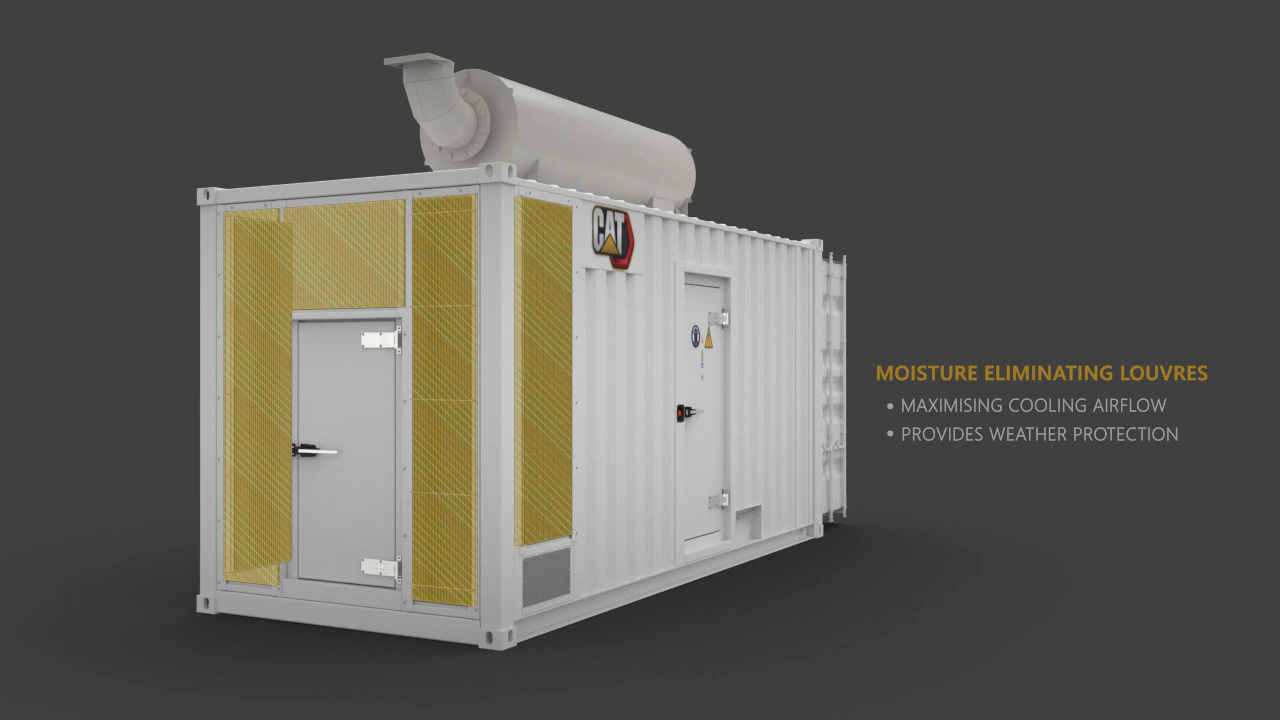 CAT
MOISTURE ELIMINATING LOUVRES
• MAXIMISING COOLING AIRFLOW
• PROVIDES WEATHER PROTECTION